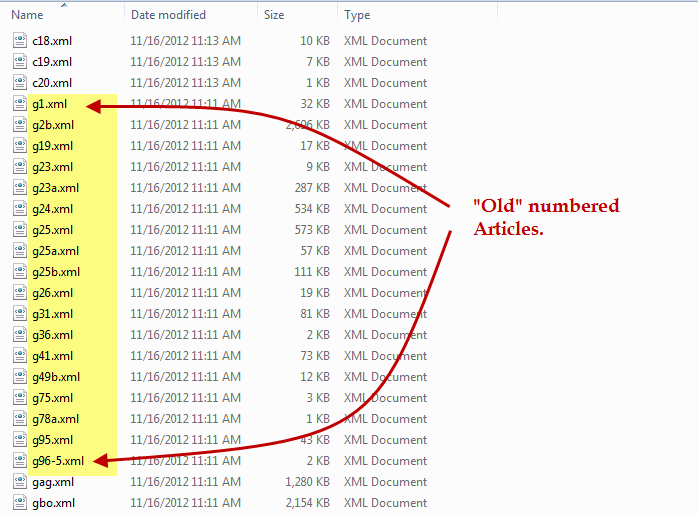 Name Date modified Size Type
c18.xml 11/16/2012 11:13 AM 10 KB XML Document
c19.xml 11/16/2012 11:13 AM 7 KB XML Document
c20.xml 11/16/2012 11:13 AM 1 KB XML Document
g1.xml 11/16/2012 11:11 AM 32 KB XML Document
g2b.xml 11/16/2012 11:11 AM 2,696 KB XML Document
g19.xml 11/16/2012 11:11 AM 17 KB XML Document
g23.xml 11/16/2012 11:11 AM 9 KB XML Document
g23a.xml 11/16/2012 11:11 AM 287 KB XML Document
g24.xml 11/16/2012 11:11 AM 534 KB XML Document
"Old" numbered
g25.xml 11/16/2012 11:11 AM 573 KB XML Document
Articles.
g25a.xml 11/16/2012 11:11 AM 57 KB XML Document
g25b.xml 11/16/2012 11:11 AM 111 KB XML Document
g26.xml 11/16/2012 11:11 AM 19 KB XML Document
g31.xml 11/16/2012 11:11 AM 81 KB XML Document
g36.xml 11/16/2012 11:11 AM 2 KB XML Document
g41.xml 11/16/2012 11:11 AM 73 KB XML Document
g49b.xml 11/16/2012 11:11 AM 12 KB XML Document
g75.xml 11/16/2012 11:11 AM 3 KB XML Document
g78a.xml 11/16/2012 11:11 AM 1 KB XML Document
g95.xml 11/16/2012 11:11 AM 43 KB XML Document
g96-5.xml 11/16/2012 11:11 AM 2 KB XML Document
gag.xml 11/16/2012 11:11 AM 1,280 KB XML Document
gbo.xml 11/16/2012 11:11 AM 2,154 KB XML Document